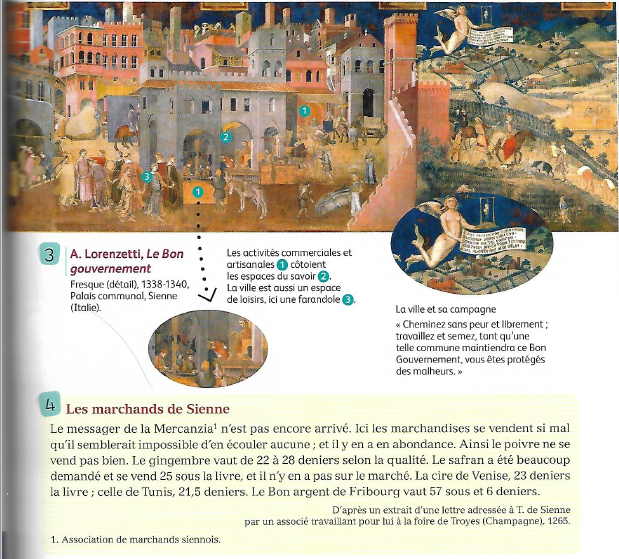 1
2
3
1
3 A. Lorenzetti, Le Bon
gouvernement
Fresque (détail), 1338-1340,
Palais communal, Sienne
(Italie).
Les activités commerciales et
artisanales 1 côtoient
les espaces du savoir 2.
La ville est aussi un espace
de loisirs, ici une farandole 3.
La ville et sa campagne
« Cheminez sans peur et librement ;
travaillez et semez, tant qu'une
telle commune maintiendra ce Bon
Gouvernement, vous êtes protégés
des malheurs. »
4 Les marchands de Sienne
Le messager de la Mercanzia1 n'est pas encore arrivé. Ici les marchandises se vendent si mal
qu'il semblerait impossible d'en écouler aucune ; et il y en a en abondance. Ainsi le poivre ne se
vend pas bien. Le gingembre vaut de 22 à 28 deniers selon la qualité. Le safran a été beaucoup
demandé et se vend 25 sous la livre, et il n'y en a pas sur le marché. La cire de Venise, 23 deniers
la livre ; celle de Tunis, 21,5 deniers. Le Bon argent de Fribourg vaut 57 sous et 6 deniers.
D'après un extrait d'une lettre adressée à T. de Sienne
par un associé travaillant pour lui à la foire de Troyes (Champagne), 1265.
1. Association de marchands siennois.